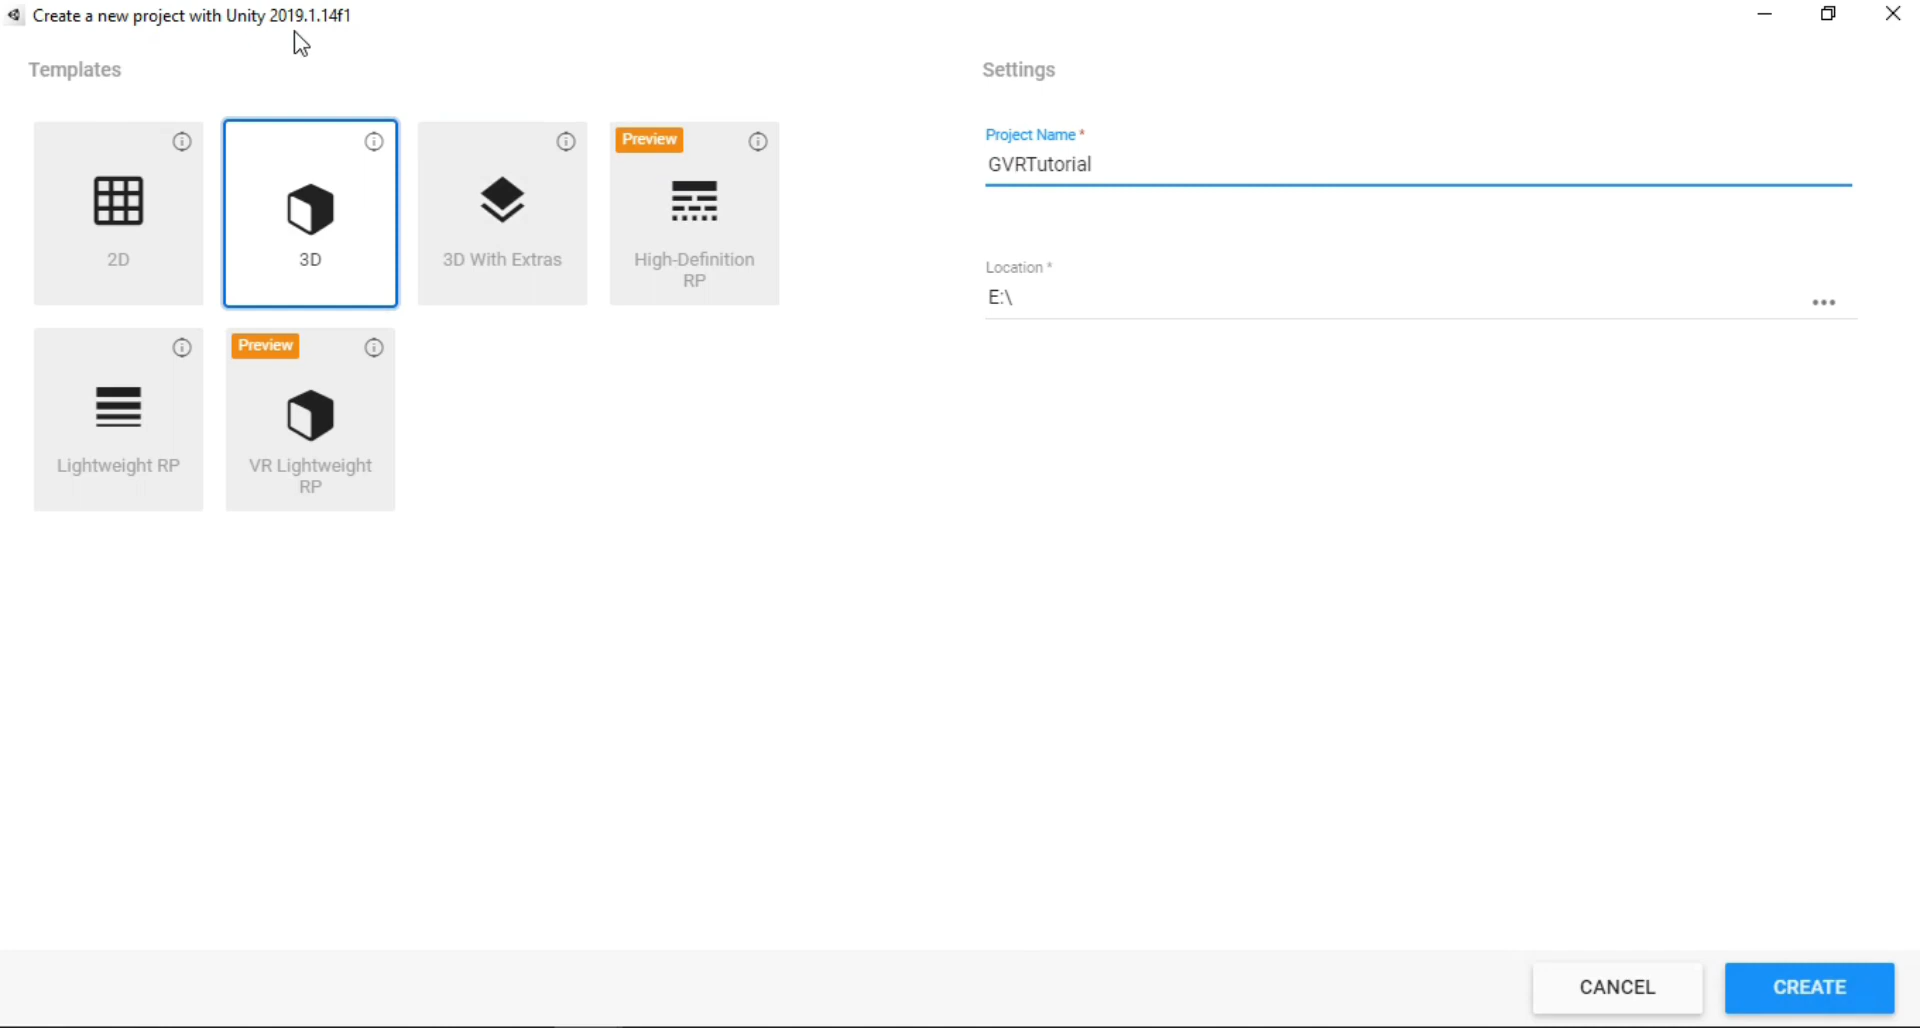 Create a new project with Unity 2019.1.14f1
Templates
Settings
2D
3D
3D With Extras
Preview
High-Definition
RP
Lightweight RP
Preview
VR Lightweight
RP
Project Name *
GVRTutorial
Location *
E:\
CANCEL
CREATE